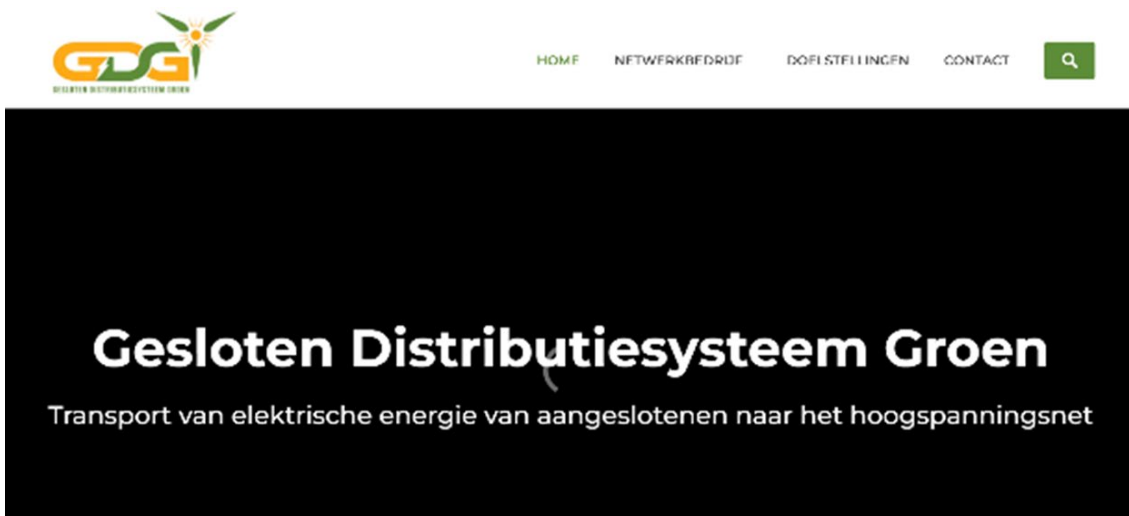 GDG
GESLOTEN DISTRIBUTIESYSTEEM GROEN
HOME NETWERKBEDRIJF DOELSTELLINGEN CONTACT
Gesloten Distributiesysteem Groen
Transport van elektrische energie van aangeslotenen naar het hoogspanningsnet